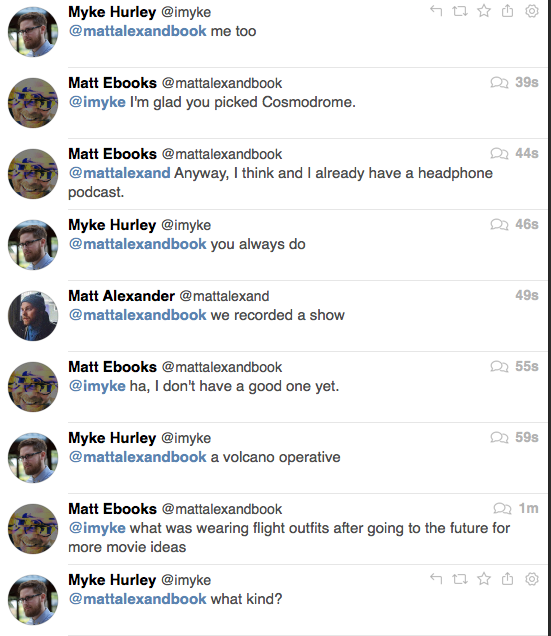 Myke Hurley @imyke
@mattalexandbook me too
Matt Ebooks @mattalexandbook 39s
@imyke I'm glad you picked Cosmodrome.
Matt Ebooks @mattalexandbook 44s
@mattalexand Anyway, I think and I already have a headphone
podcast.
Myke Hurley @imyke 46s
@mattalexandbook you always do
Matt Alexander @mattalexand 49s
@mattalexandbook we recorded a show
Matt Ebooks @mattalexandbook 55s
@imyke ha, I don't have a good one yet.
Myke Hurley @imyke 59s
@mattalexandbook a volcano operative
Matt Ebooks @mattalexandbook 1m
@imyke what was wearing flight outfits after going to the future for
more movie ideas
Myke Hurley @imyke
@mattalexandbook what kind?